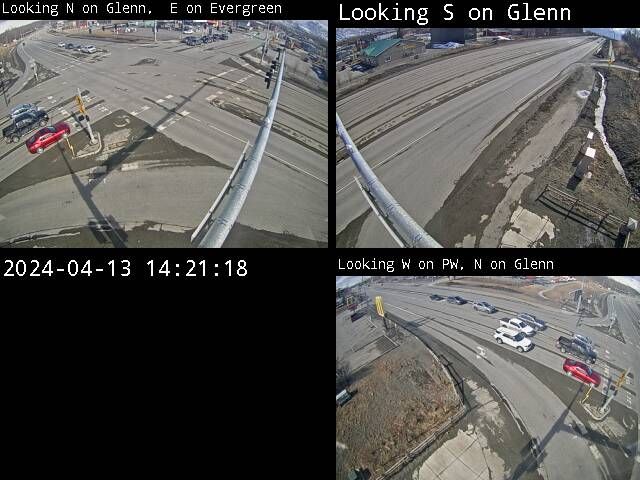 Looking N on Glenn,  E on Evergreen
Looking S on Glenn
2024-04-13 14:21:18
Looking W on PW, N on Glenn